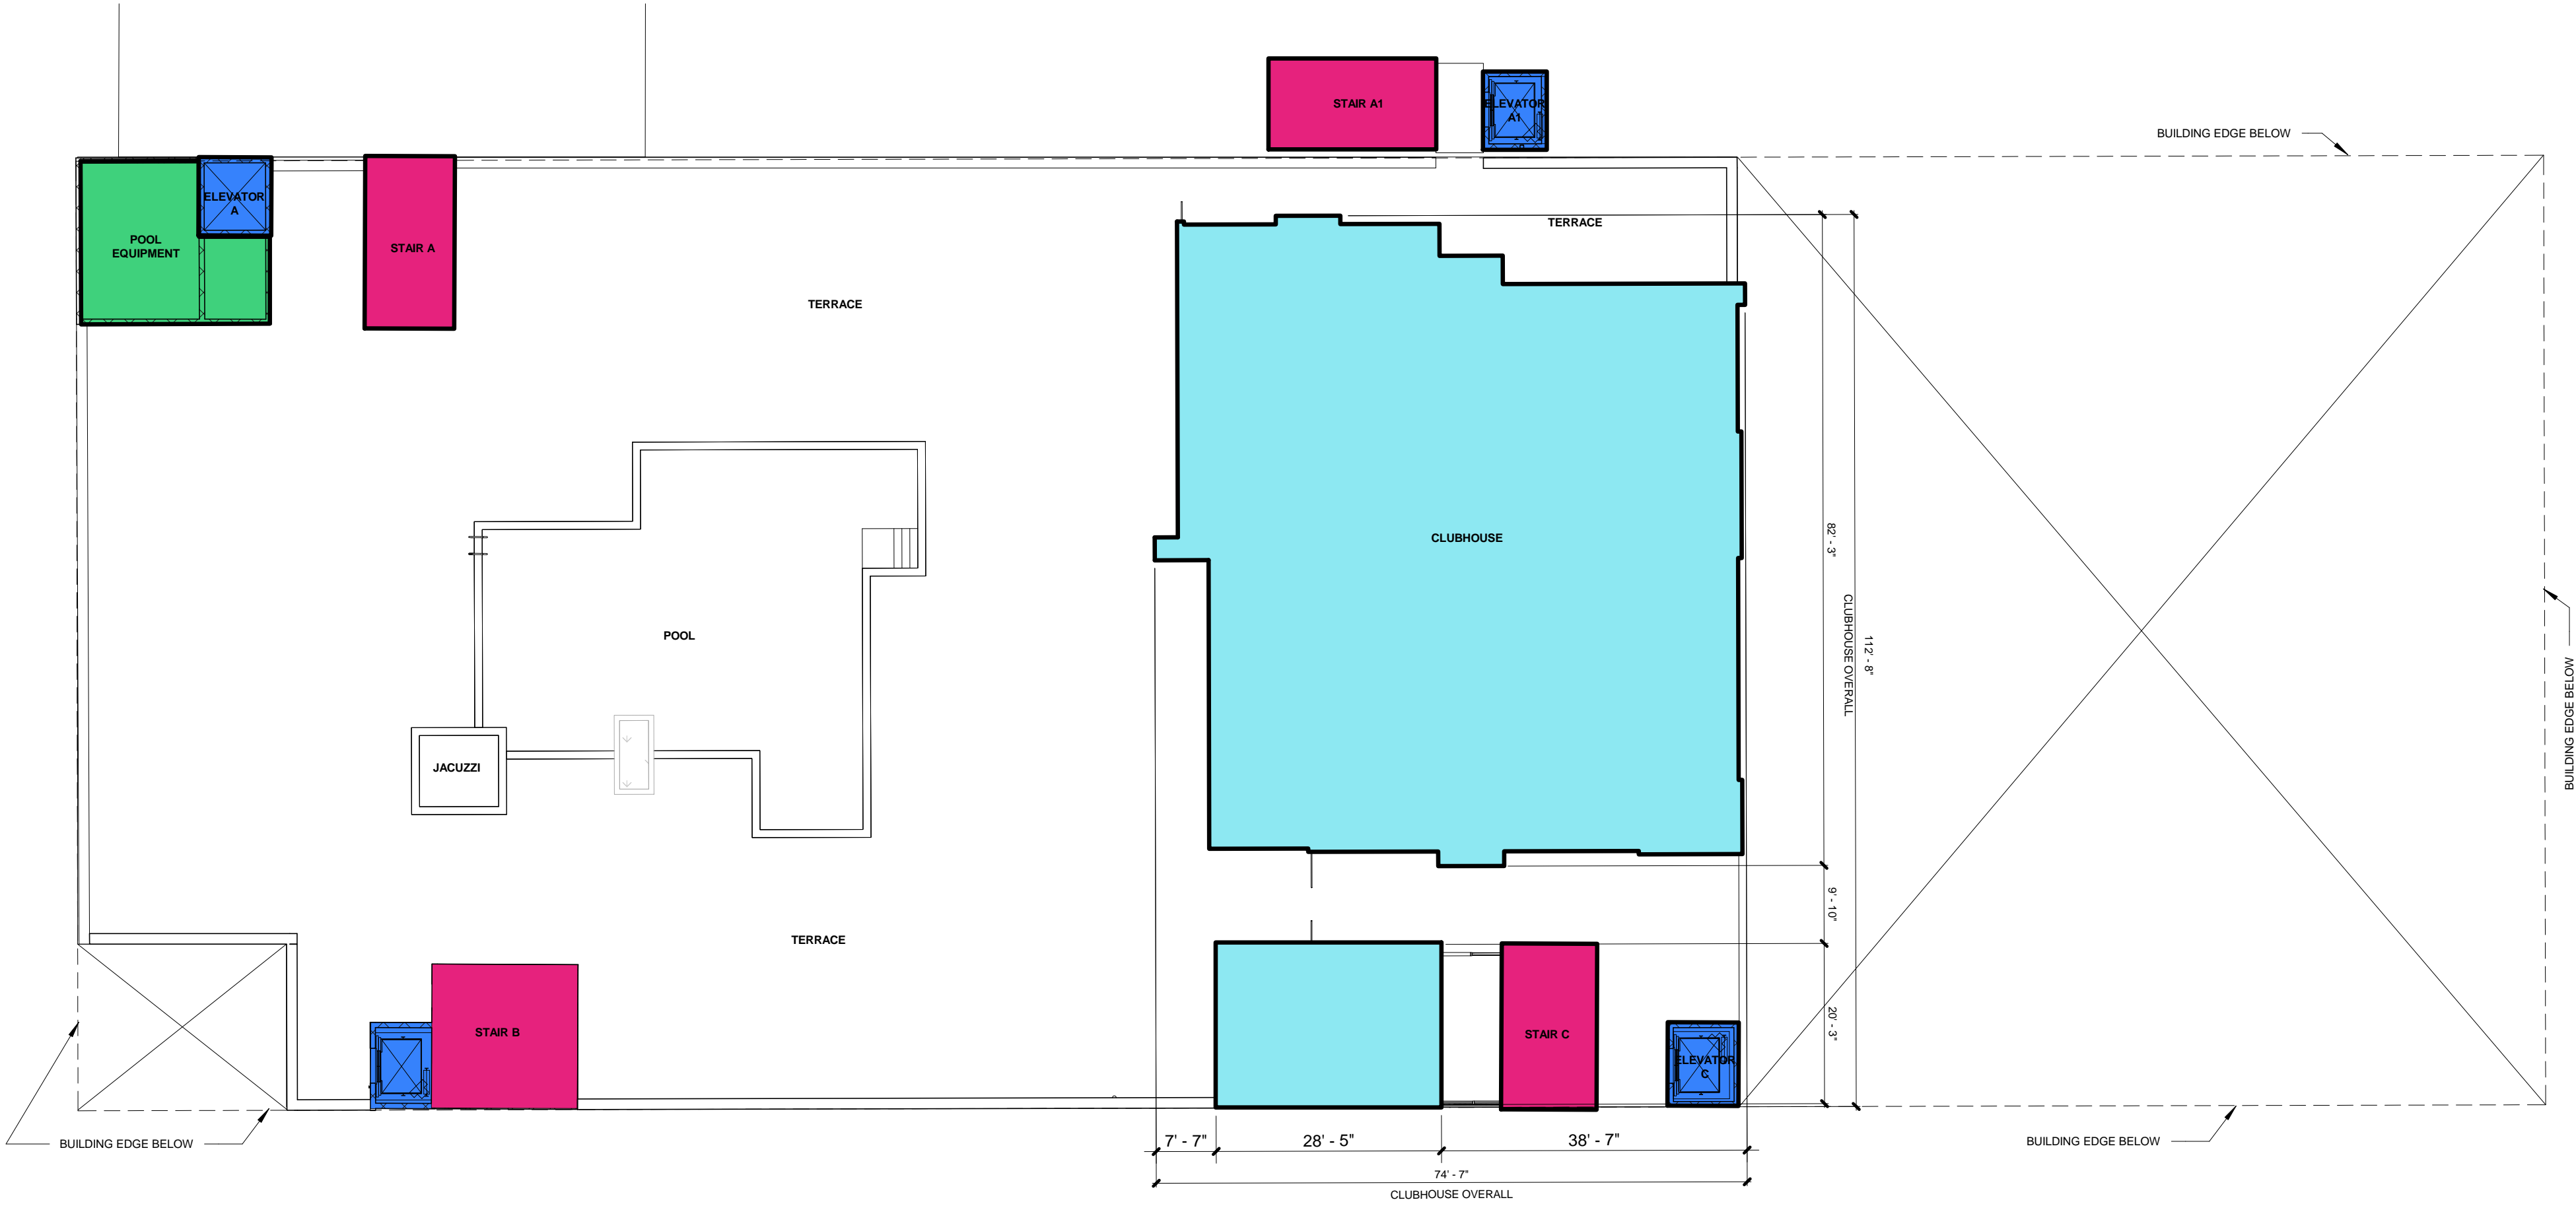 STAIR A1
ELEVATOR
A1
BUILDING EDGE BELOW
ELEVATOR
A
POOL
EQUIPMENT
STAIR A
TERRACE
TERRACE
CLUBHOUSE
82' - 3"
CLUBHOUSE OVERALL
112' - 8"
BUILDING EDGE BELOW
POOL
JACUZZI
TERRACE
9' - 10"
STAIR B
STAIR C
20' - 3"
ELEVATOR
C
BUILDING EDGE BELOW
7' - 7"
28' - 5"
38' - 7"
BUILDING EDGE BELOW
74' - 7"
CLUBHOUSE OVERALL